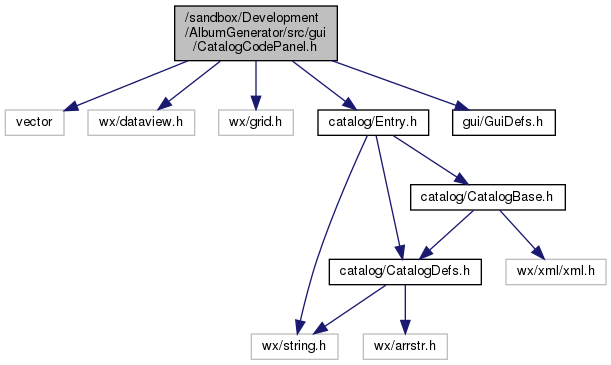 /sandbox/Development
/AlbumGenerator/src/gui
/CatalogCodePanel.h
vector
wx/dataview.h
wx/grid.h
catalog/Entry.h
gui/GuiDefs.h
catalog/CatalogBase.h
catalog/CatalogDefs.h
wx/xml/xml.h
wx/string.h
wx/arrstr.h